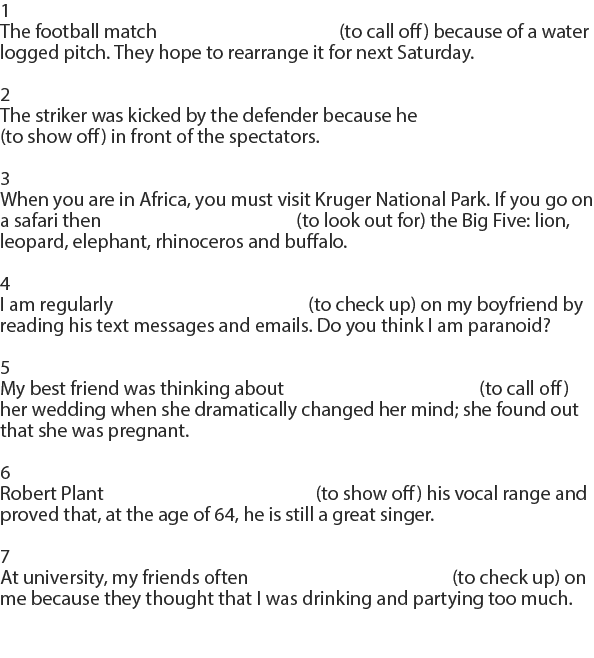 1
The football match (to call off) because of a water
logged pitch. They hope to rearrange it for next Saturday.
2
The striker was kicked by the defender because he
(to show off) in front of the spectators.
3
When you are in Africa, you must visit Kruger National Park. If you go on
a safari then (to look out for) the Big Five: lion,
leopard, elephant, rhinoceros and buffalo.
4
I am regularly (to check up) on my boyfriend by
reading his text messages and emails. Do you think I am paranoid?
5
My best friend was thinking about (to call off)
her wedding when she dramatically changed her mind; she found out
that she was pregnant.
6
Robert Plant (to show off) his vocal range and
proved that, at the age of 64, he is still a great singer.
7
At university, my friends often (to check up) on
me because they thought that I was drinking and partying too much.